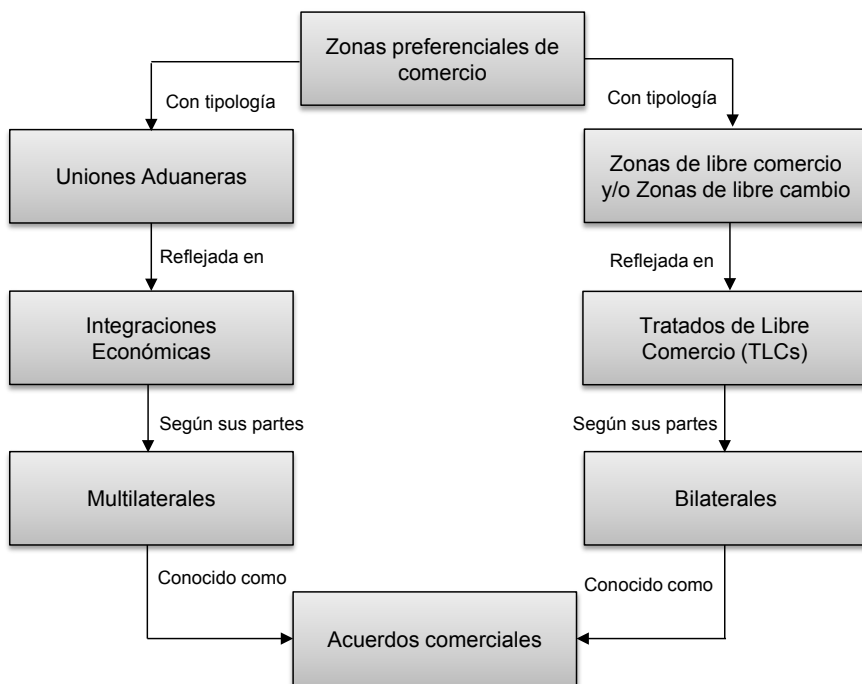 Zonas preferenciales de
comercio
Con tipología
Con tipología
Uniones Aduaneras
Zonas de libre comercio
y/o Zonas de libre cambio
Reflejada en
Reflejada en
Integraciones
Económicas
Tratados de Libre
Comercio (TLCs)
Según sus partes
Según sus partes
Multilaterales
Bilaterales
Conocido como
Conocido como
Acuerdos comerciales